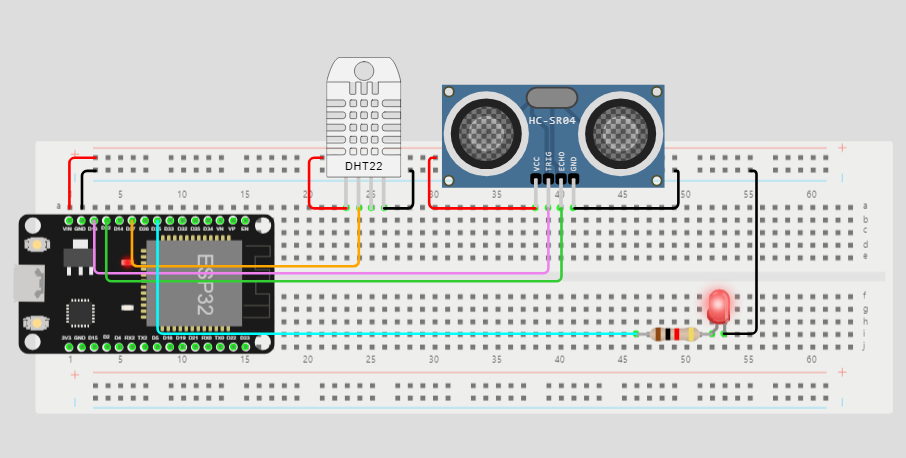 HC-SR04
DHT22
VCC TRIG ECHO GND
+ +
5 10 15 20 25 30 35 40 45 50 55 60
a a
b
c
d
e
VIN GND D13 D12 D14 D27 D26 D25 D33 D32 D35 D34 VN VP EN
ESP32
f
g
h
i
j
3V3 GND D15 D2 D4 RX2 TX2 D5 D18 D19 D21 RX0 TX0 D22 D23
1 5 10 15 20 25 30 35 40 45 50 55 60
+ +